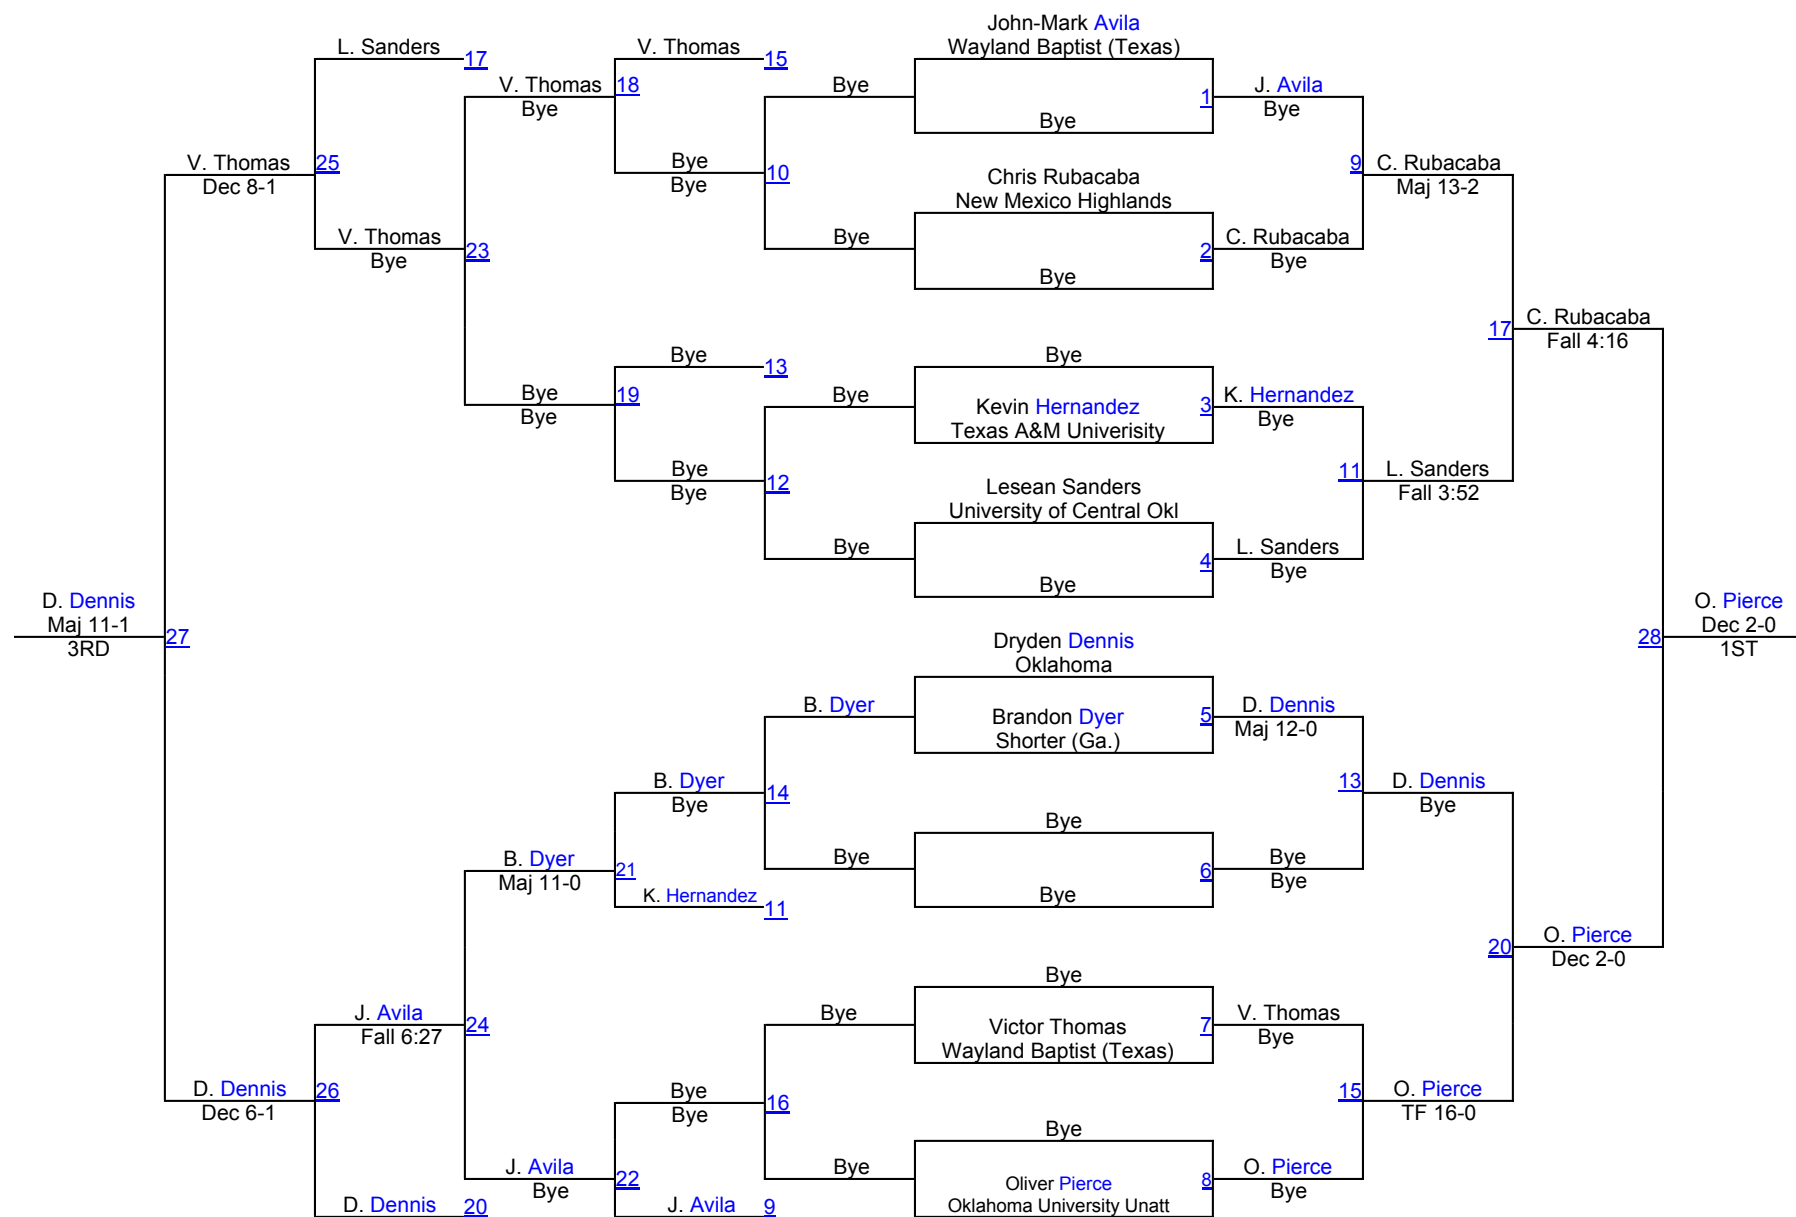 John-Mark Avila
L. Sanders 17 V. Thomas 15 Wayland Baptist (Texas)
V. Thomas 18 Bye 1 J. Avila
Bye Bye Bye
V. Thomas 25 Bye 10 9 C. Rubacaba
Dec 8-1 Bye Chris Rubacaba Maj 13-2
New Mexico Highlands
V. Thomas 23 Bye 2 C. Rubacaba
Bye Bye Bye
17 C. Rubacaba
Fall 4:16
Bye 13 Bye
Bye 19 Bye Kevin Hernandez 3 K. Hernandez
Bye Texas A&M Univerisity Bye
Bye 12 11 L. Sanders
Bye Lesean Sanders Fall 3:52
University of Central Okl
Bye 4 L. Sanders
Bye Bye
D. Dennis O. Pierce
Maj 11-1 27 28 Dec 2-0
3RD Dryden Dennis 1ST
Oklahoma
B. Dyer Brandon Dyer 5 D. Dennis
Shorter (Ga.) Maj 12-0
B. Dyer 14 13 D. Dennis
Bye Bye Bye
B. Dyer 21 Bye 6 Bye
Maj 11-0 Bye Bye
K. Hernandez 11
20 O. Pierce
Dec 2-0
Bye
J. Avila 24 Bye Victor Thomas 7 V. Thomas
Fall 6:27 Wayland Baptist (Texas) Bye
D. Dennis 26 Bye 16 15 O. Pierce
Dec 6-1 Bye TF 16-0
Bye
J. Avila 22 Bye Oliver Pierce 8 O. Pierce
Bye Oklahoma University Unatt Bye
D. Dennis 20 J. Avila 9